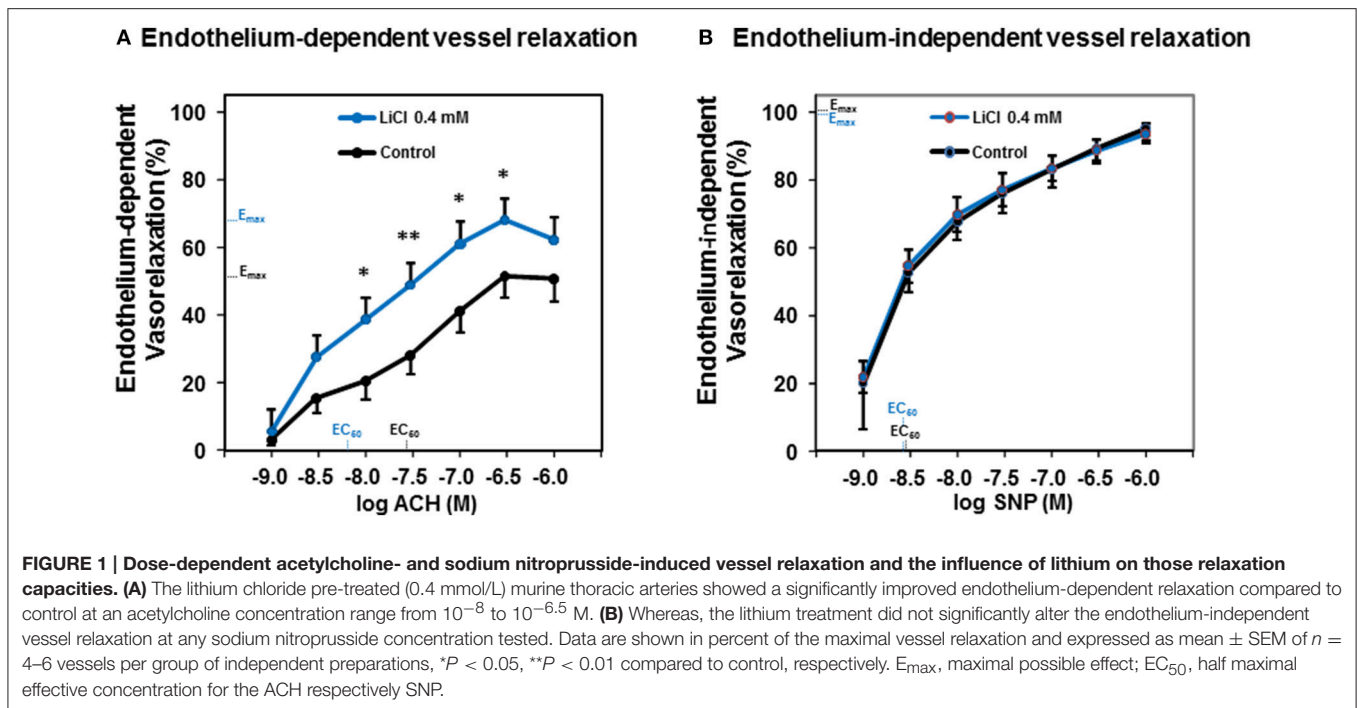 A Endothelium-dependent vessel relaxation
Endothelium-dependent
Vasorelaxation (%)
100
80
60
40
20
0
LiCl 0.4 mM
Control
Emax
Emax
*
**
*
*
EC50
EC50
-9.0 -8.5 -8.0 -7.5 -7.0 -6.5 -6.0
log ACH (M)
B Endothelium-independent vessel relaxation
Endothelium-independent
Vasorelaxation (%)
100
80
60
40
20
0
Emax
Emax
LiCl 0.4 mM
Control
EC50
EC50
-9.0 -8.5 -8.0 -7.5 -7.0 -6.5 -6.0
log SNP (M)
FIGURE 1 | Dose-dependent acetylcholine- and sodium nitroprusside-induced vessel relaxation and the influence of lithium on those relaxation
capacities. (A) The lithium chloride pre-treated (0.4 mmol/L) murine thoracic arteries showed a significantly improved endothelium-dependent relaxation compared to
control at an acetylcholine concentration range from 10⁻⁸ to 10⁻⁶·⁵ M. (B) Whereas, the lithium treatment did not significantly alter the endothelium-independent
vessel relaxation at any sodium nitroprusside concentration tested. Data are shown in percent of the maximal vessel relaxation and expressed as mean ± SEM of n =
4–6 vessels per group of independent preparations, *P < 0.05, **P < 0.01 compared to control, respectively. Emax, maximal possible effect; EC50, half maximal
effective concentration for the ACH respectively SNP.